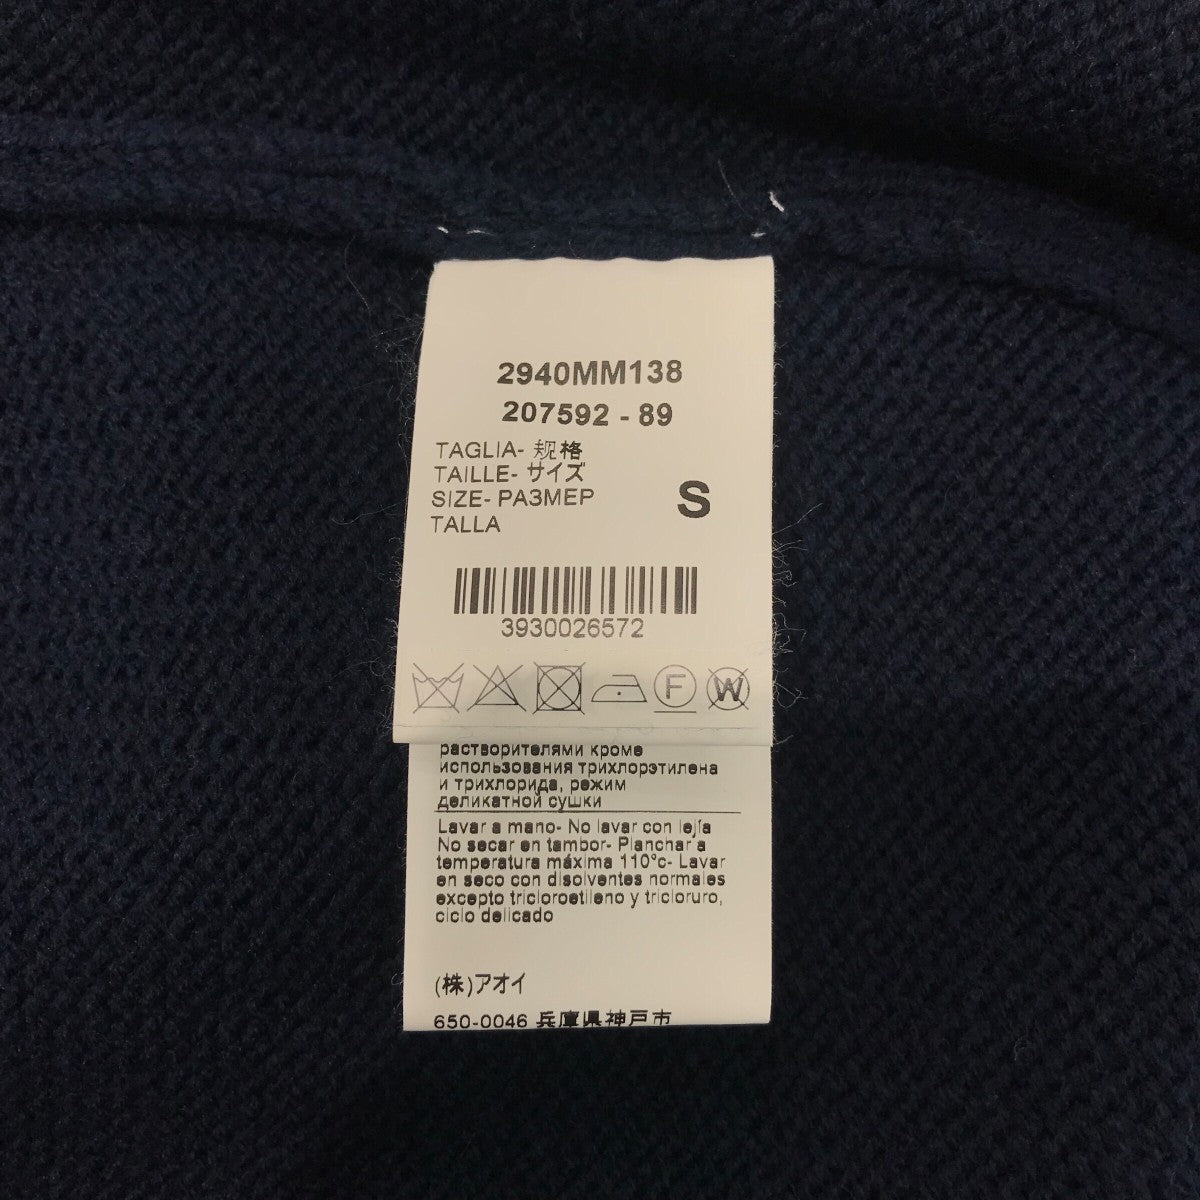 2940MM138
207592 - 89
TAGLIA- 规格
TAILLE- サイズ
SIZE- РАЗМЕР
TALLA
S
3930026572
F W
растворителями кроме
использования трихлорэтилена
и трихлорида, режим
деликатной сушки
Lavar a mano- No lavar con lejía
No secar en tambor- Planchar a
temperatura máxima 110°c- Lavar
en seco con disolventes normales
excepto tricloroetileno y tricloruro,
ciclo delicado
(株)アオイ
650-0046 兵庫県神戸市